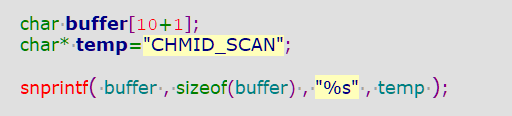 char buffer[10+1];
char* temp="CHMID_SCAN";
snprintf( buffer , sizeof(buffer) , "%s" , temp );